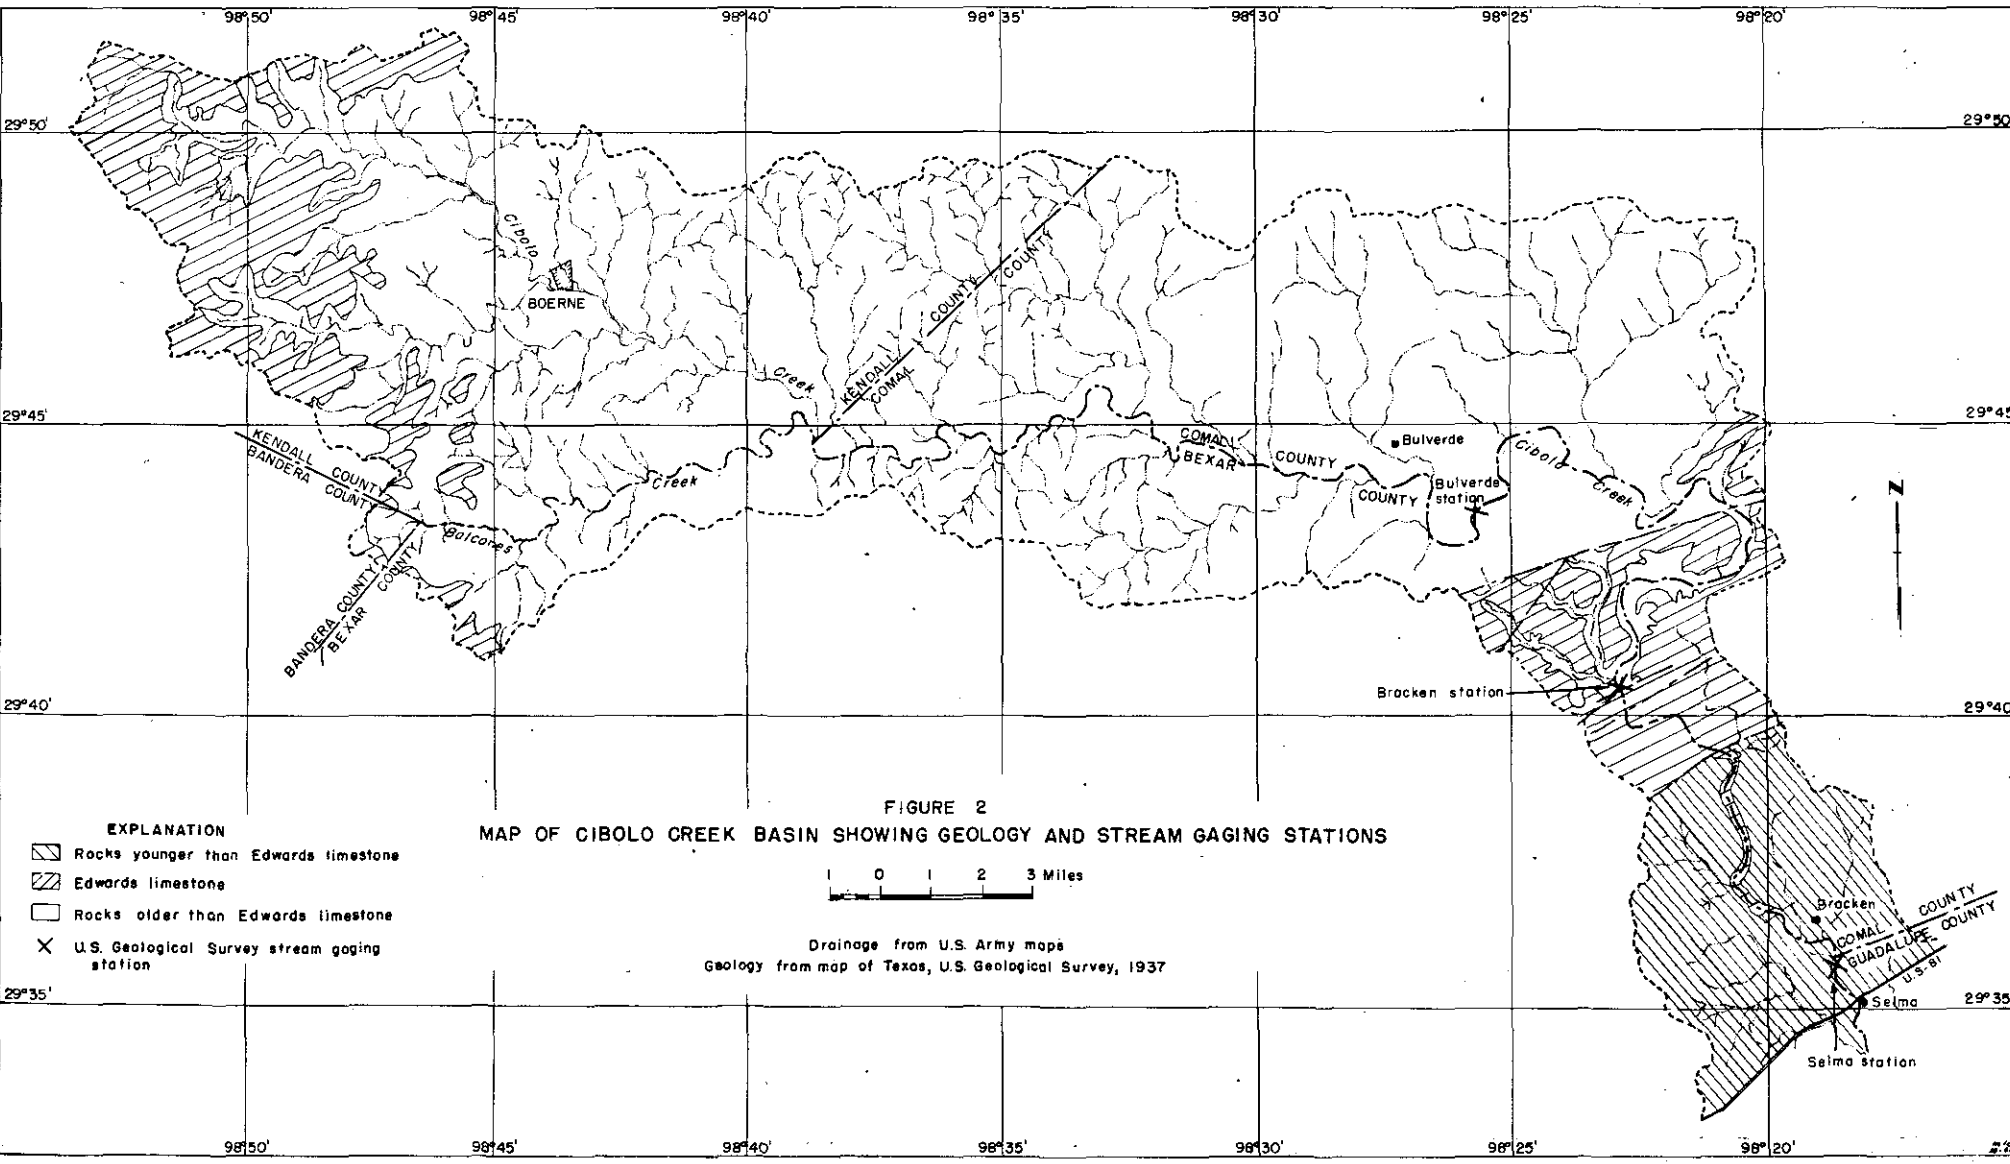 98°50' 98°45' 98°40' 98°35' 98°30' 98°25' 98°20'
29°50' 29°50'
Cibolo
BOERNE
KENDALL COUNTY
COMAL COUNTY
Creek
29°45' 29°45'
KENDALL COUNTY
BANDERA COUNTY
Creek
Balcones
BANDERA COUNTY
BEXAR COUNTY
COMAL COUNTY
BEXAR COUNTY
Bulverde
Bulverde
station
Cibolo
Creek
N
Bracken station
29°40' 29°40'
FIGURE 2
MAP OF CIBOLO CREEK BASIN SHOWING GEOLOGY AND STREAM GAGING STATIONS
1 0 1 2 3 Miles
Drainage from U.S. Army maps
Geology from map of Texas, U.S. Geological Survey, 1937
EXPLANATION
Rocks younger than Edwards limestone
Edwards limestone
Rocks older than Edwards limestone
U.S. Geological Survey stream gaging
station
Bracken
COMAL COUNTY
GUADALUPE COUNTY
U.S-81
Selma
Selma station
29°35' 29°35'
98°50' 98°45' 98°40' 98°35' 98°30' 98°25' 98°20'